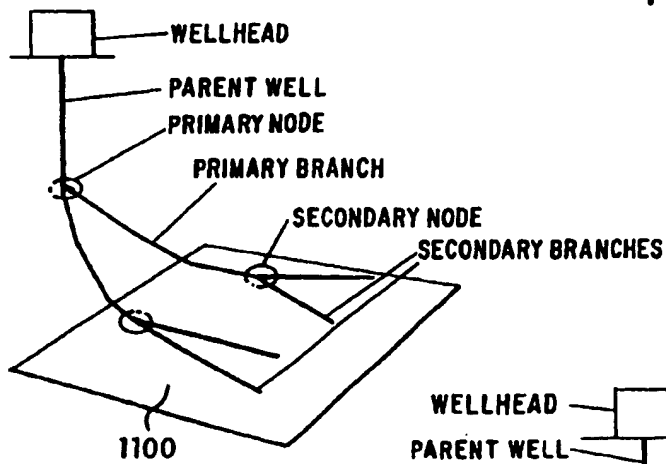 WELLHEAD
PARENT WELL
PRIMARY NODE
PRIMARY BRANCH
SECONDARY NODE
SECONDARY BRANCHES
1100
WELLHEAD
PARENT WELL